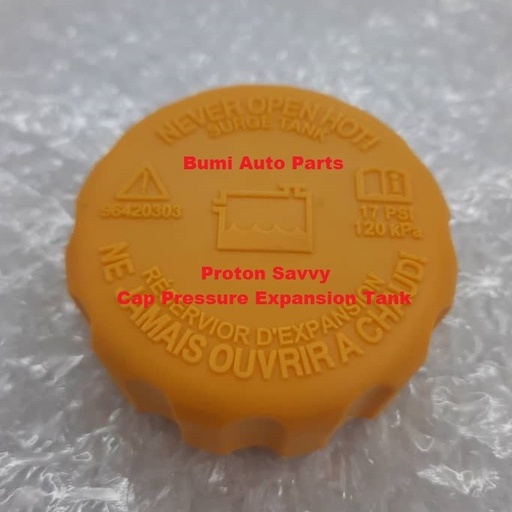 NEVER OPEN HOT!
SURGE TANK
Bumi Auto Parts
96420303
17 PSI
120 kPa
Proton Savvy
Cap Pressure Expansion Tank
RÉSERVIOR D'EXPANSION
NE JAMAIS OUVRIR A CHAUD!